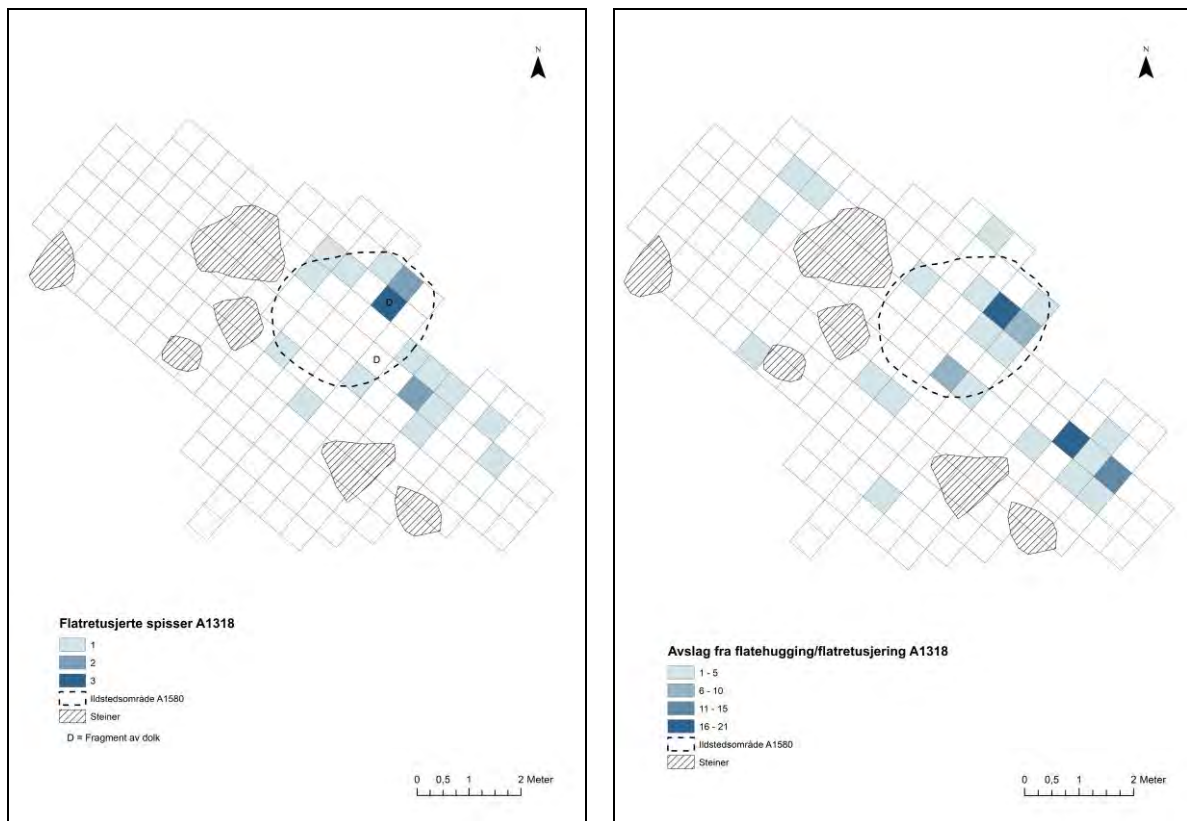 N
D
D
Flatretusjerte spisser A1318
1
2
3
Ildstedsområde A1580
Steiner
D = Fragment av dolk
0 0,5 1 2 Meter
N
Avslag fra flatehugging/flatretusjering A1318
1 - 5
6 - 10
11 - 15
16 - 21
Ildstedsområde A1580
Steiner
0 0,5 1 2 Meter